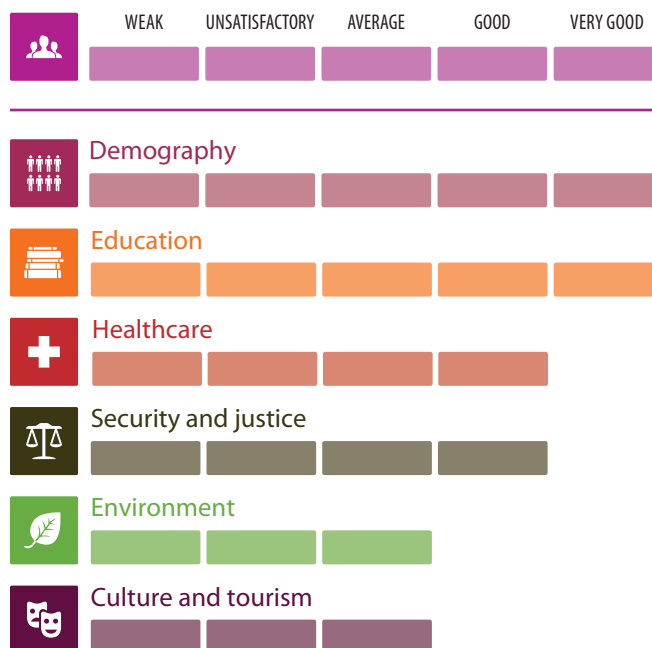 WEAK UNSATISFACTORY AVERAGE GOOD VERY GOOD
Demography
Education
Healthcare
Security and justice
Environment
Culture and tourism